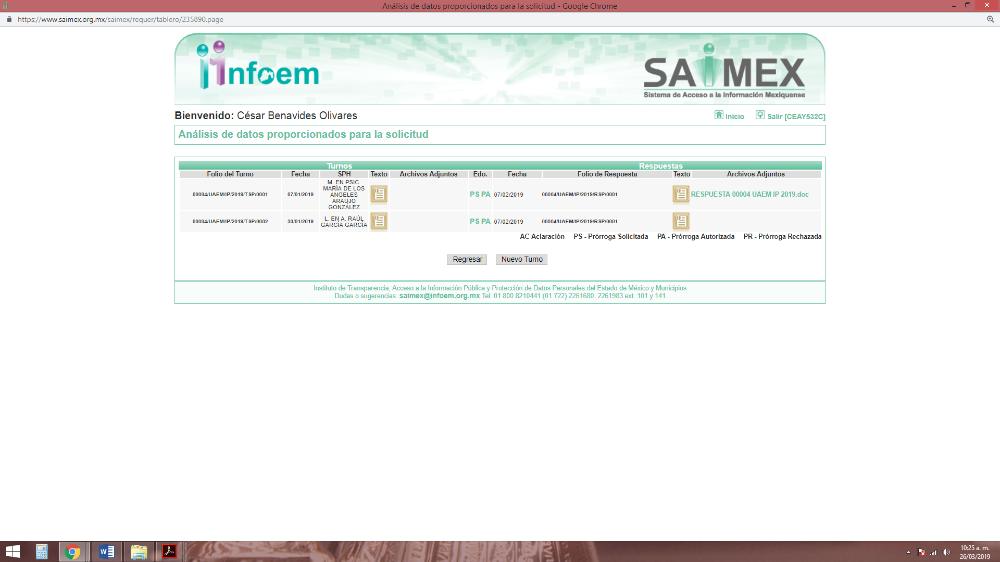 Análisis de datos proporcionados para la solicitud - Google Chrome
https://www.saimex.org.mx/saimex/requer/tablero/235890.page
infoem
SAIMEX
Sistema de Acceso a la Información Mexiquense
Bienvenido: César Benavides Olivares
Inicio Salir [CEAY532C]
Análisis de datos proporcionados para la solicitud
Turnos Respuestas
Folio del Turno Fecha SPH Texto Archivos Adjuntos Edo. Fecha Folio de Respuesta Texto Archivos Adjuntos
00004/UAEM/IP/2019/TSP/0001 07/01/2019 M. EN PSIC. MARÍA DE LOS ANGELES ARAUJO GONZÁLEZ PS PA 07/02/2019 00004/UAEM/IP/2019/RSP/0001 RESPUESTA 00004 UAEM IP 2019.doc
00004/UAEM/IP/2019/TSP/0002 30/01/2019 L. EN A. RAÚL GARCÍA GARCÍA PS PA 07/02/2019 00004/UAEM/IP/2019/RSP/0001
AC Aclaración PS - Prórroga Solicitada PA - Prórroga Autorizada PR - Prórroga Rechazada
Regresar Nuevo Turno
Instituto de Transparencia, Acceso a la Información Pública y Protección de Datos Personales del Estado de México y Municipios
Dudas o sugerencias: saimex@infoem.org.mx Tel. 01 800 8210441 (01 722) 2261680, 2261983 ext. 101 y 141
10:25 a. m.
26/03/2019